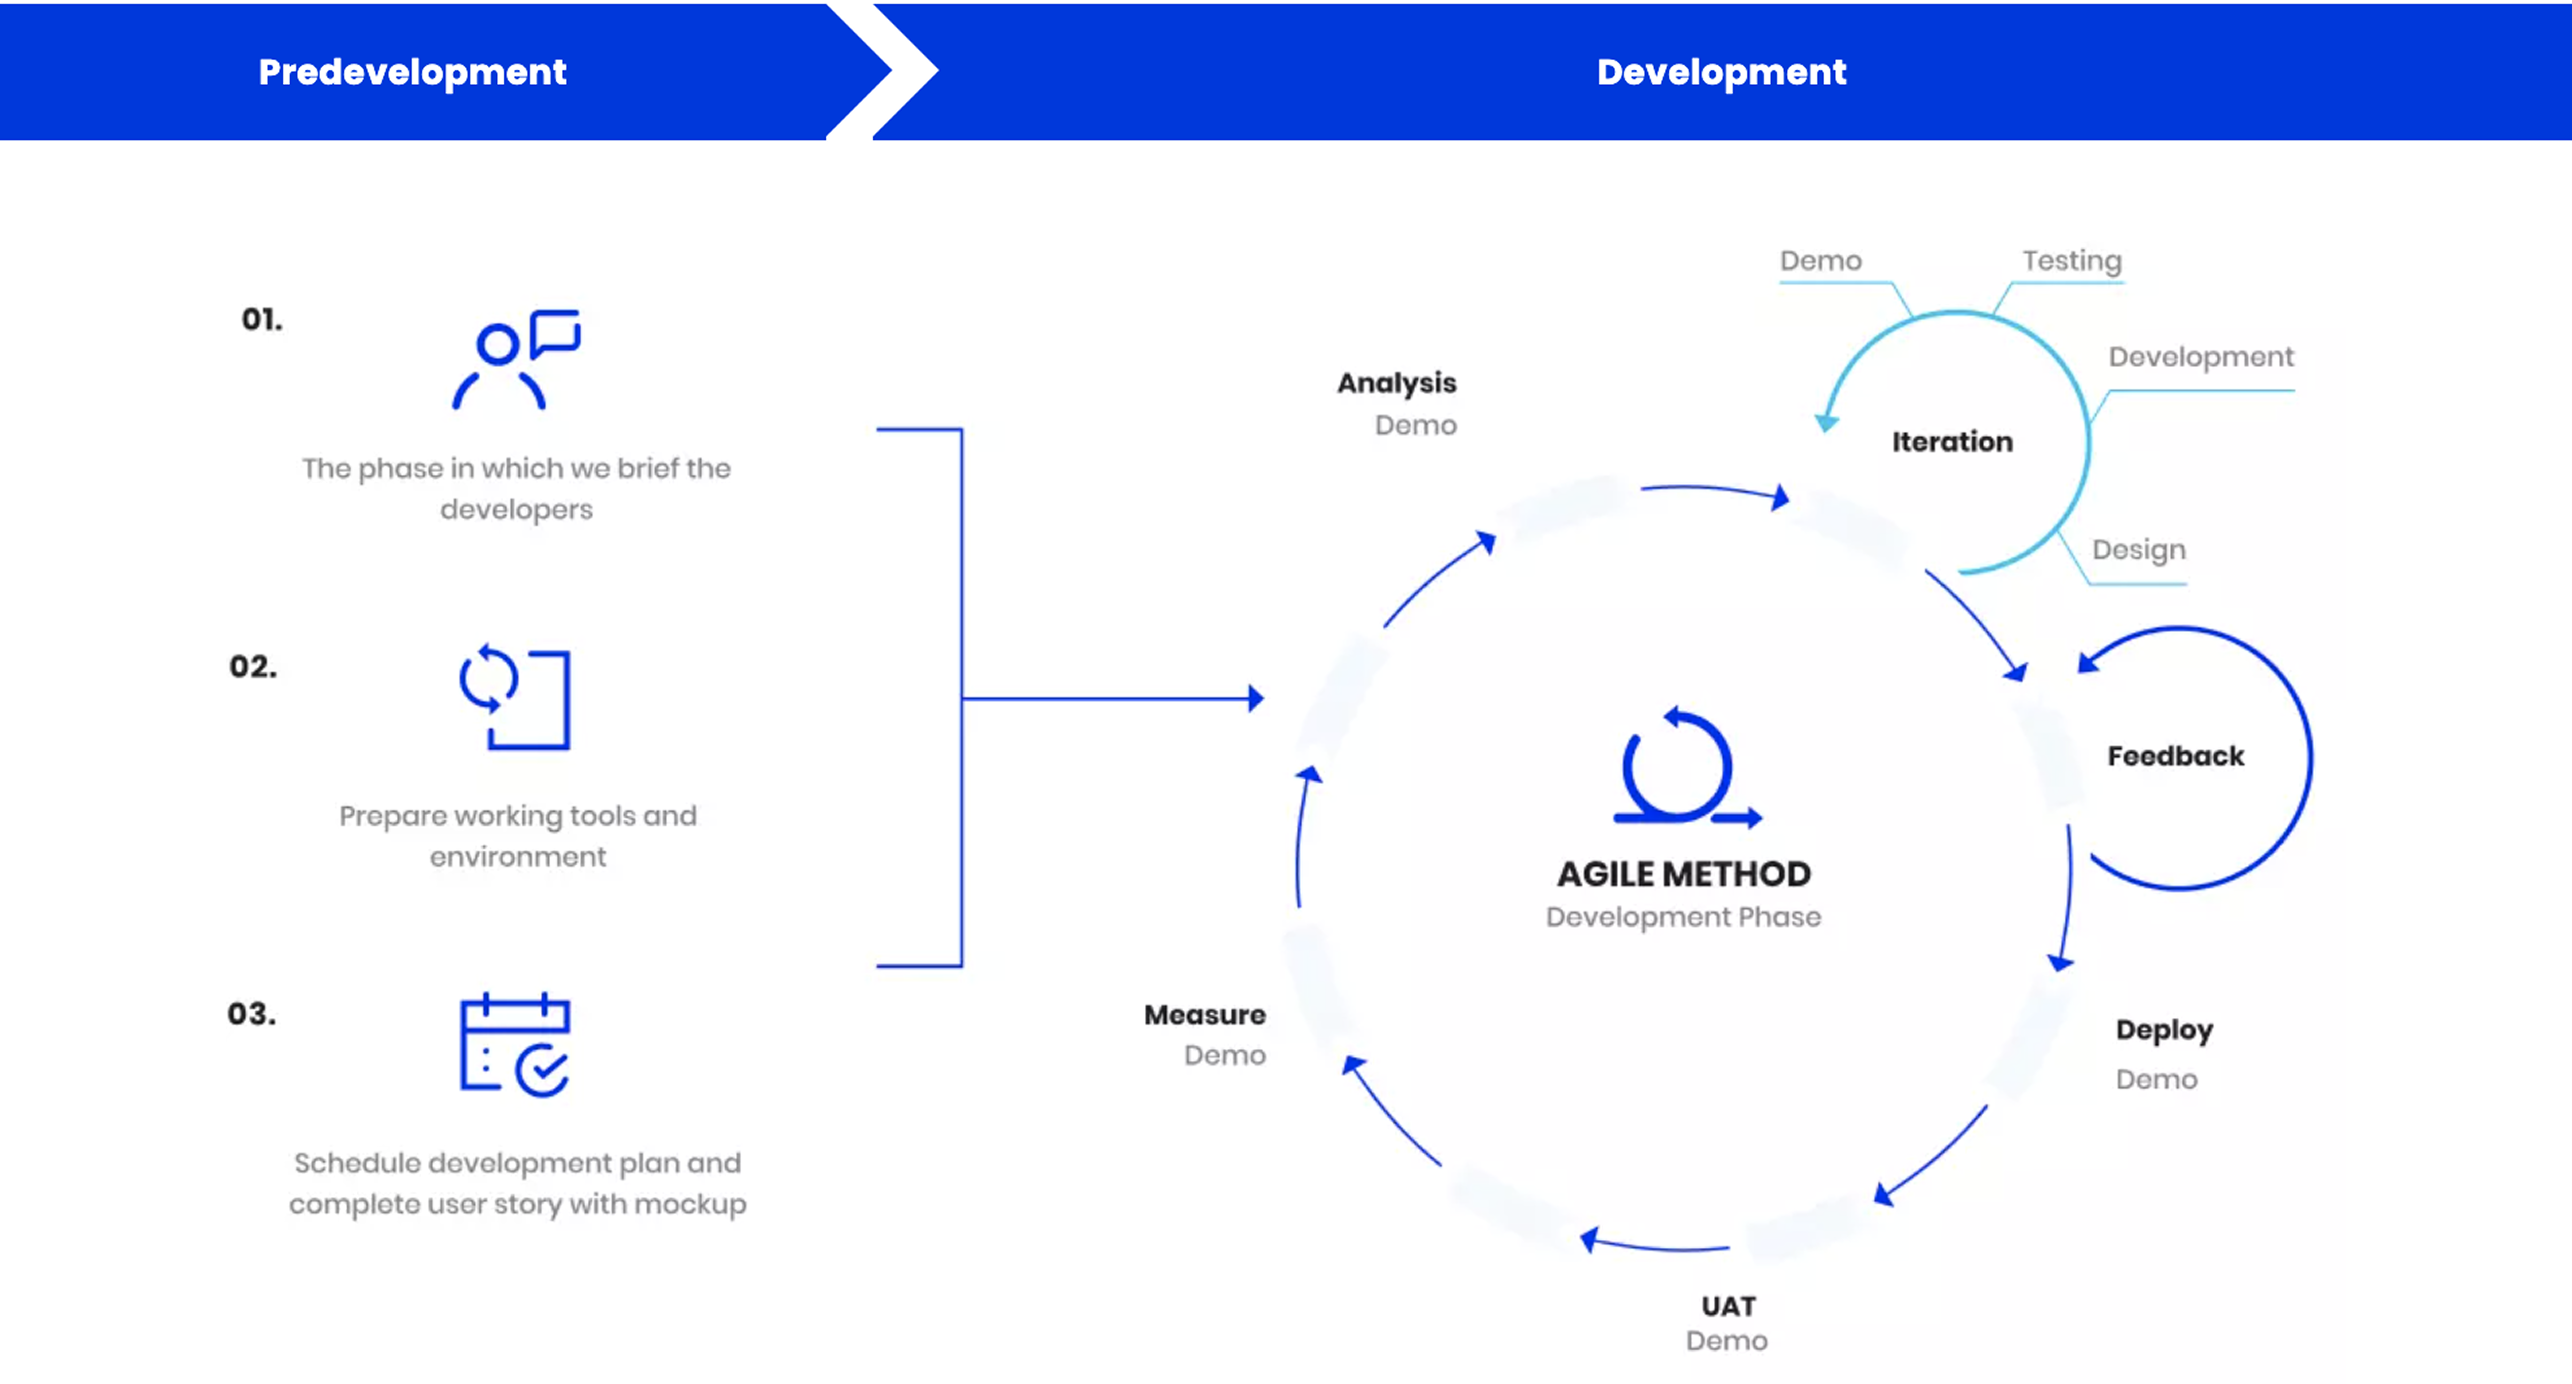 Predevelopment
Development
01.
The phase in which we brief the
developers
02.
Prepare working tools and
environment
03.
Schedule development plan and
complete user story with mockup
Demo
Testing
Development
Design
Iteration
Analysis
Demo
Feedback
AGILE METHOD
Development Phase
Measure
Demo
Deploy
Demo
UAT
Demo